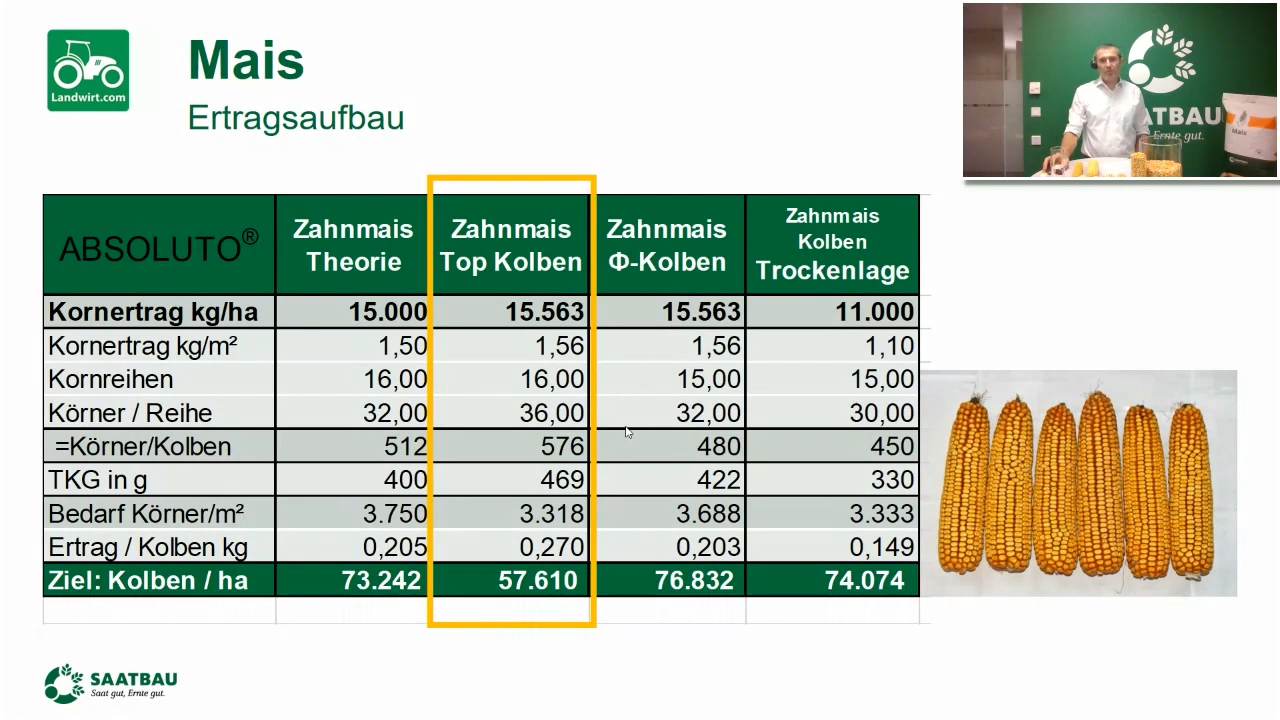 Landwirt.com
Mais
Ertragsaufbau
SAATBAU
Ernte gut.
Mais
ABSOLUTO® Zahnmais Theorie Zahnmais Top Kolben Zahnmais Φ-Kolben Zahnmais Kolben Trockenlage
Kornertrag kg/ha 15.000 15.563 15.563 11.000
Kornertrag kg/m² 1,50 1,56 1,56 1,10
Kornreihen 16,00 16,00 15,00 15,00
Körner / Reihe 32,00 36,00 32,00 30,00
=Körner/Kolben 512 576 480 450
TKG in g 400 469 422 330
Bedarf Körner/m² 3.750 3.318 3.688 3.333
Ertrag / Kolben kg 0,205 0,270 0,203 0,149
Ziel: Kolben / ha 73.242 57.610 76.832 74.074
SAATBAU
Saat gut, Ernte gut.